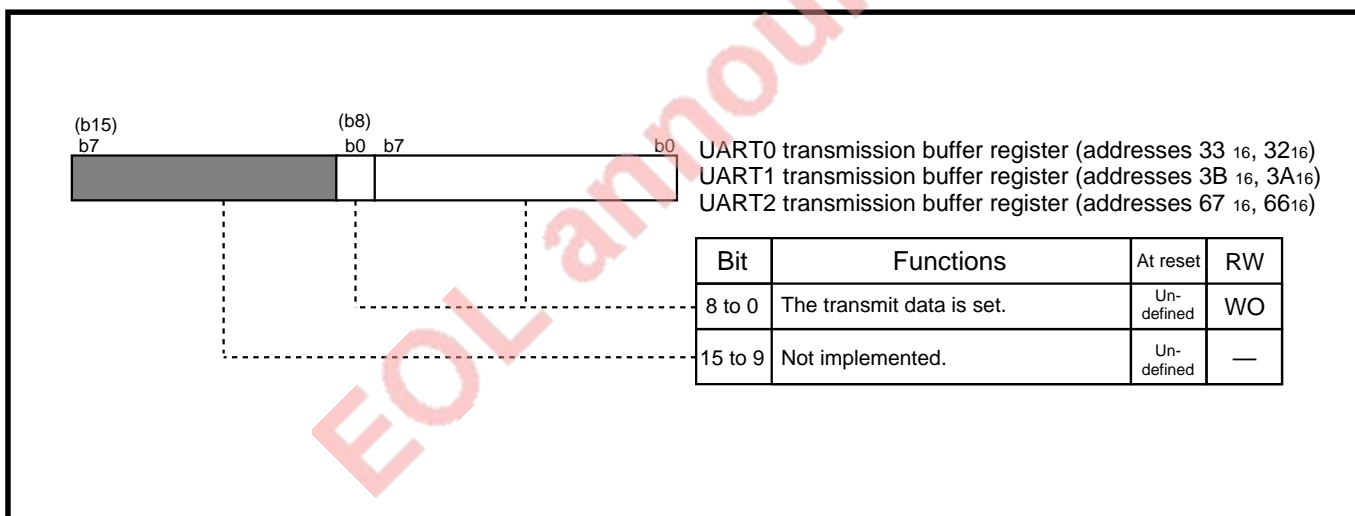 (b15) (b8)
b7 b0 b7 b0
UART0 transmission buffer register (addresses 33 16, 3216)
UART1 transmission buffer register (addresses 3B 16, 3A16)
UART2 transmission buffer register (addresses 67 16, 6616)
Bit Functions At reset RW
8 to 0 The transmit data is set. Un-
defined WO
15 to 9 Not implemented. Un-
defined —
EOL announ